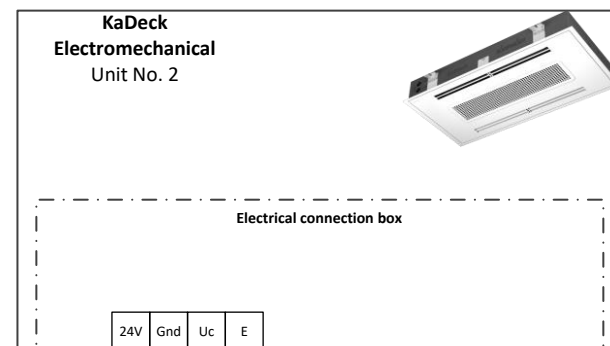 KaDeck
Electromechanical
Unit No. 2
Electrical connection box
24V Gnd Uc E